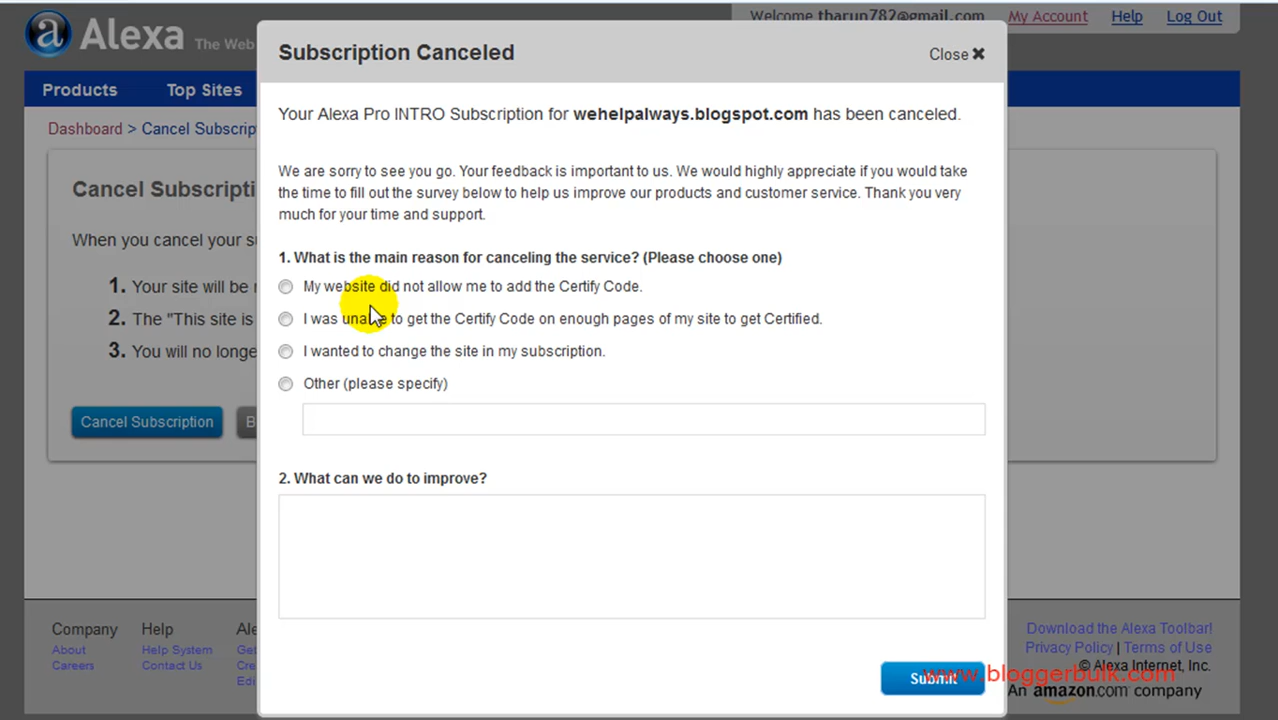 Welcome tharun782@gmail.com My Account Help Log Out
a Alexa The Web
Products Top Sites
Dashboard > Cancel Subscrip
Cancel Subscripti
When you cancel your su
1. Your site will be
2. The "This site is
3. You will no longe
Cancel Subscription B
Subscription Canceled
Close ✖
Your Alexa Pro INTRO Subscription for wehelpalways.blogspot.com has been canceled.
We are sorry to see you go. Your feedback is important to us. We would highly appreciate if you would take
the time to fill out the survey below to help us improve our products and customer service. Thank you very
much for your time and support.
1. What is the main reason for canceling the service? (Please choose one)
My website did not allow me to add the Certify Code.
I was unable to get the Certify Code on enough pages of my site to get Certified.
I wanted to change the site in my subscription.
Other (please specify)
2. What can we do to improve?
Submit
www.bloggerbulk.com
Company Help Ale
About Help System Get
Careers Contact Us Cre
Edi
Download the Alexa Toolbar!
Privacy Policy | Terms of Use
© Alexa Internet, Inc.
An amazon.com company